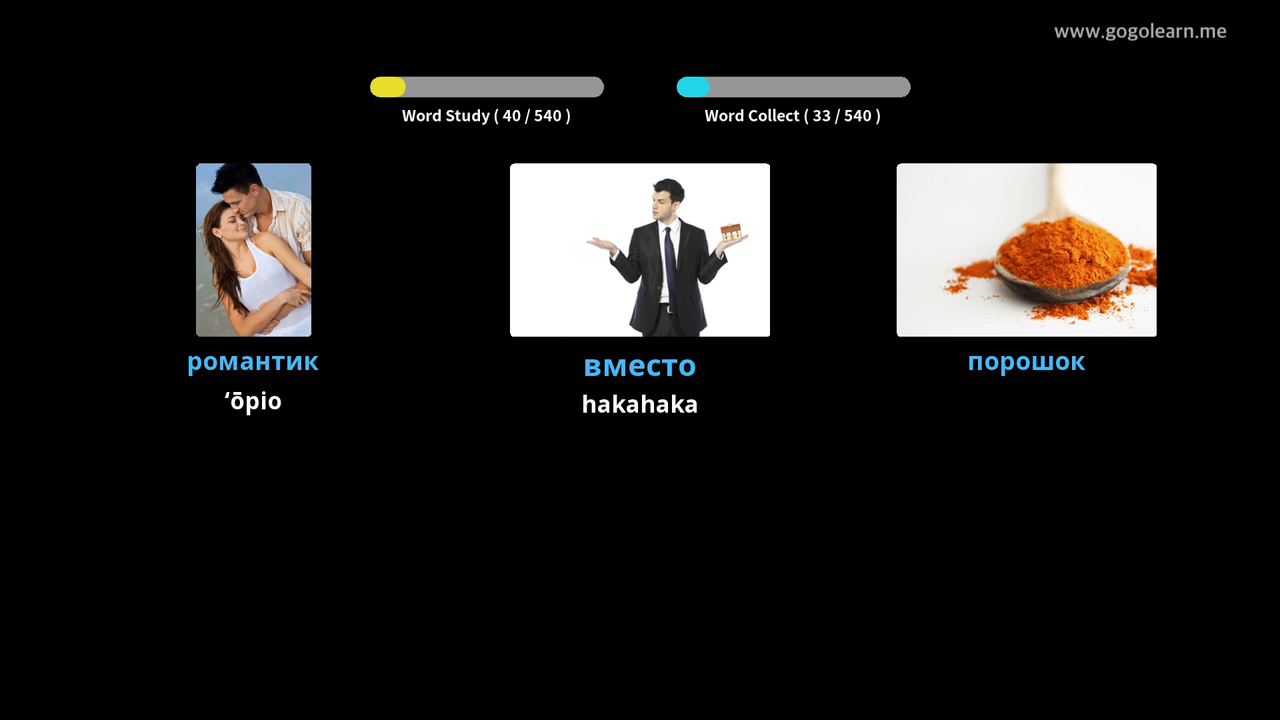 www.gogolearn.me
Word Study ( 40 / 540 )
Word Collect ( 33 / 540 )
романтик
ʻōpio
вместо
hakahaka
порошок